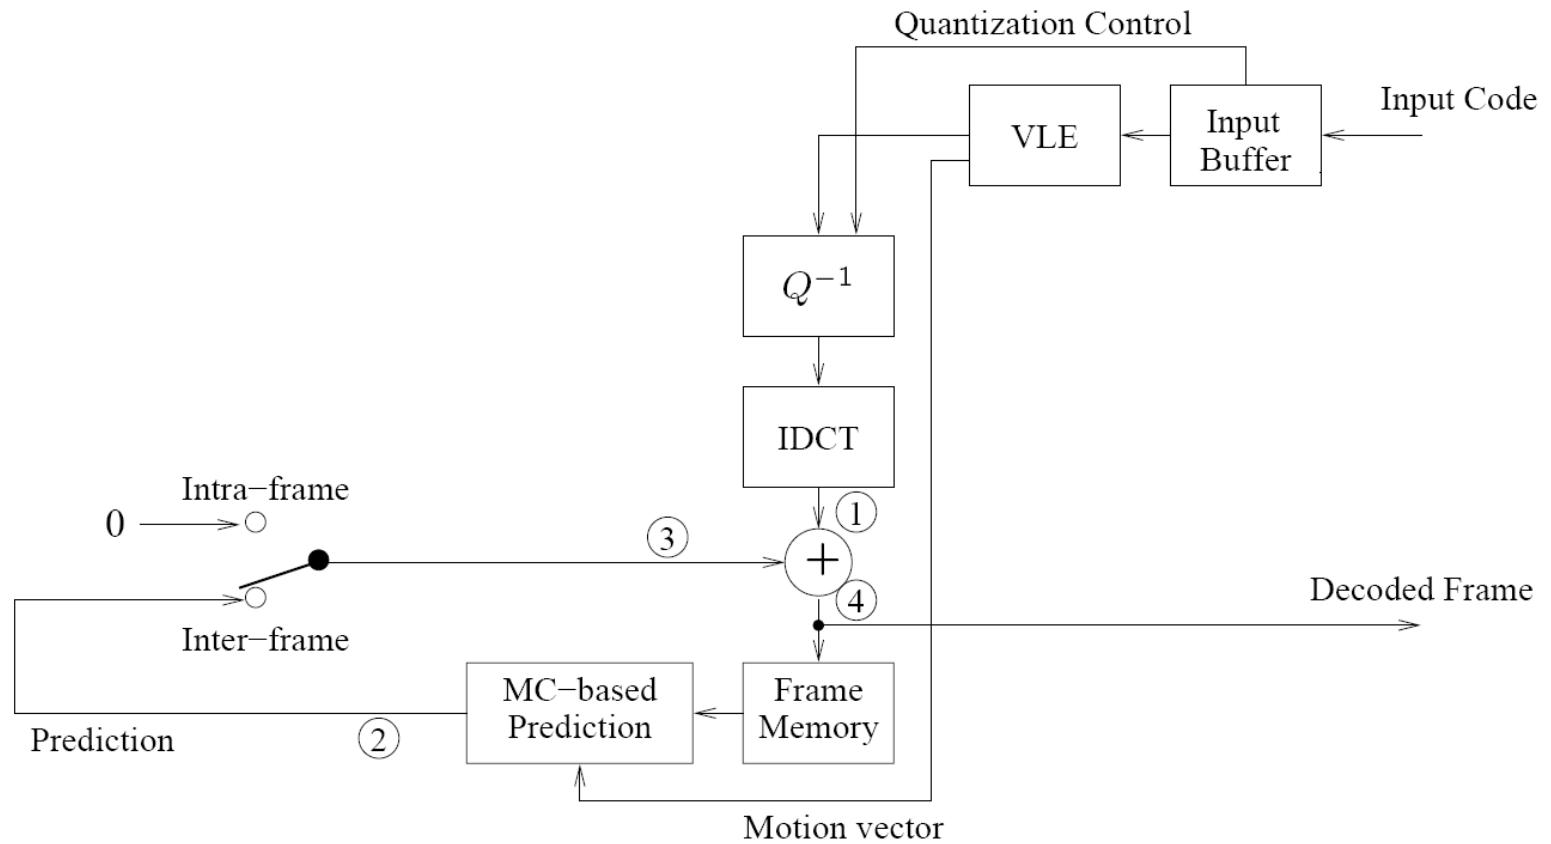 Quantization Control
Input Code
VLE
Input
Buffer
Q⁻¹
IDCT
Intra−frame
0
1
3
+
4
Decoded Frame
Inter−frame
MC−based
Prediction
Frame
Memory
Prediction
2
Motion vector